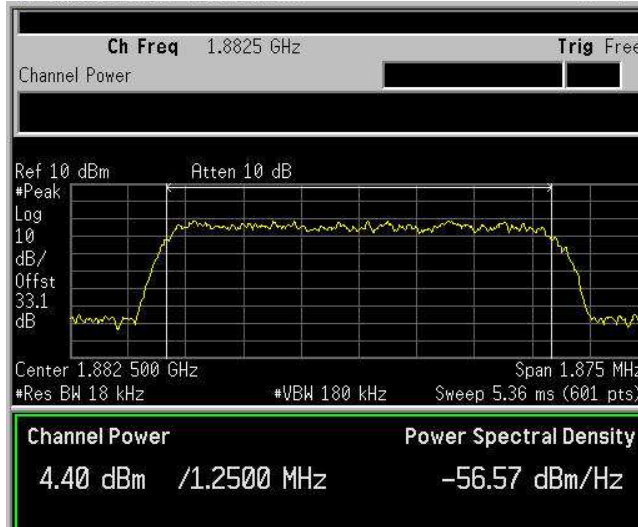 Ch Freq 1.8825 GHz Trig Free
Channel Power
Ref 10 dBm Atten 10 dB
#Peak
Log
10
dB/
Offst
33.1
dB
Center 1.882 500 GHz Span 1.875 MHz
#Res BW 18 kHz #VBW 180 kHz Sweep 5.36 ms (601 pts)
Channel Power Power Spectral Density
4.40 dBm /1.2500 MHz -56.57 dBm/Hz